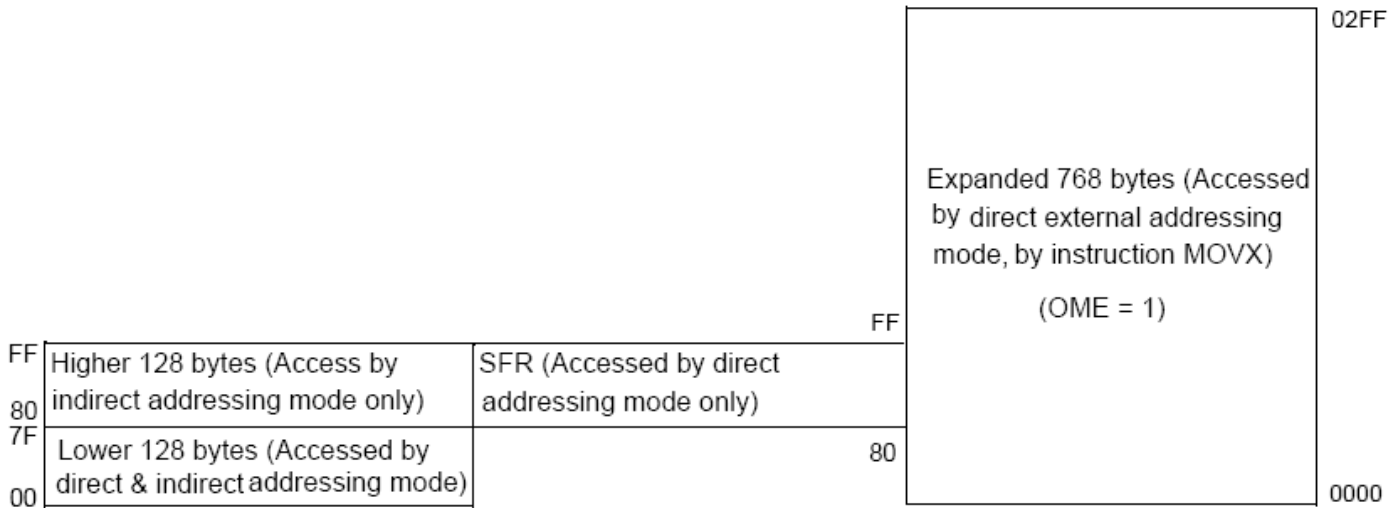 02FF
Expanded 768 bytes (Accessed
by direct external addressing
mode, by instruction MOVX)
(OME = 1)
FF
FF
Higher 128 bytes (Access by
indirect addressing mode only)
80
SFR (Accessed by direct
addressing mode only)
7F
Lower 128 bytes (Accessed by
direct & indirect addressing mode)
00
80
0000